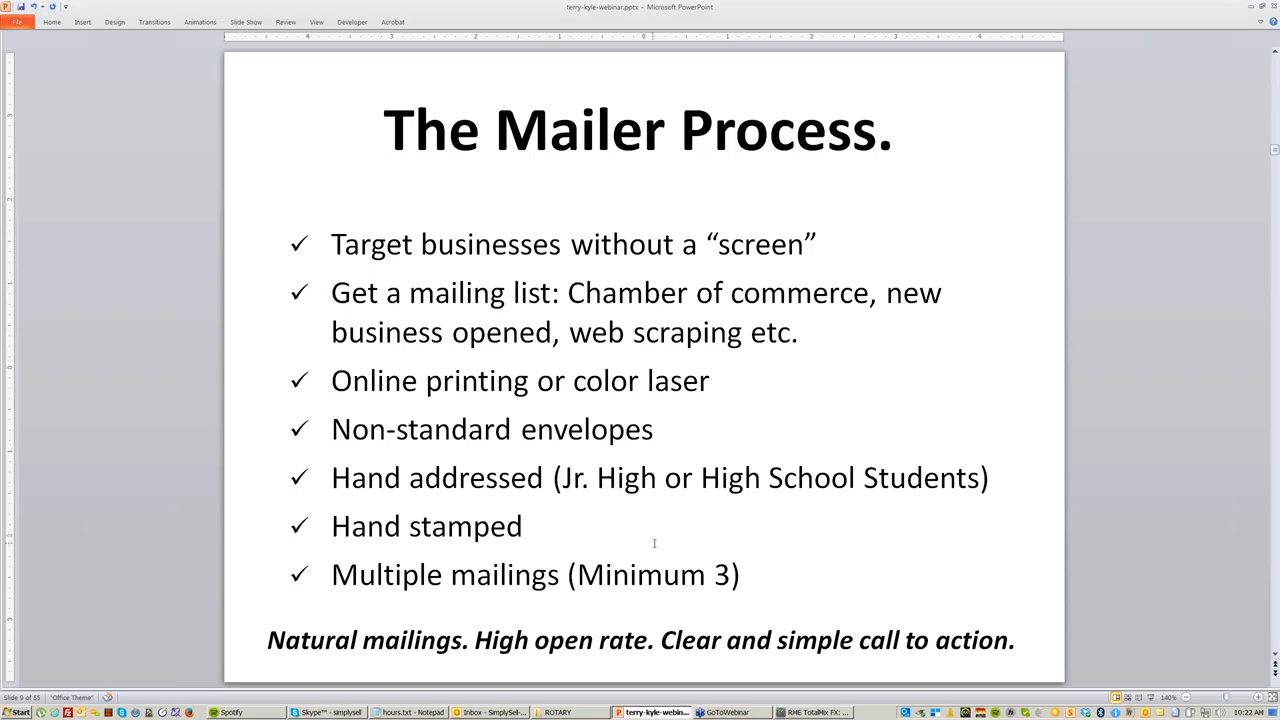 terry-kyle-webinar.pptx - Microsoft PowerPoint
File Home Insert Design Transitions Animations Slide Show Review View Developer Acrobat
The Mailer Process.
✓ Target businesses without a “screen”
✓ Get a mailing list: Chamber of commerce, new
business opened, web scraping etc.
✓ Online printing or color laser
✓ Non-standard envelopes
✓ Hand addressed (Jr. High or High School Students)
✓ Hand stamped
✓ Multiple mailings (Minimum 3)
Natural mailings. High open rate. Clear and simple call to action.
Slide 9 of 55 "Office Theme" 140%
Start Spotify Skype™ - simplysell hours.txt - Notepad Inbox - SimplySell-... ROTARY terry-kyle-webin... GoToWebinar RME TotalMix FX: ... 10:22 AM